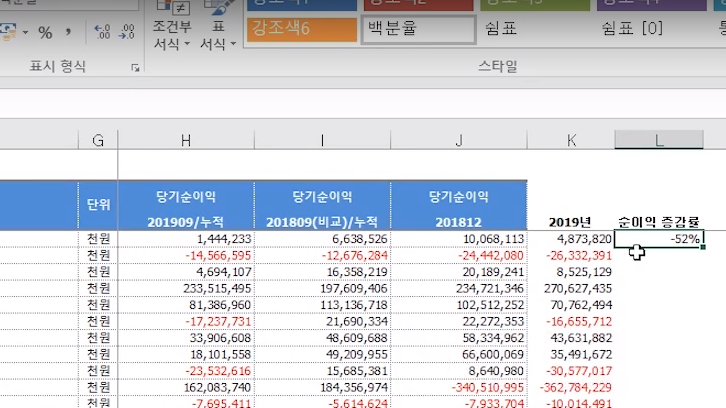 강조색6 백분율 쉼표 쉼표 [0]
% , 조건부 표
서식 서식
표시 형식 스타일
G H I J K L
단위 당기순이익 당기순이익 당기순이익
201909/누적 201809(비교)/누적 201812 2019년 순이익 증감률
천원 1,444,233 6,638,526 10,068,113 4,873,820 -52%
천원 -14,566,595 -12,676,284 -24,442,080 -26,332,391
천원 4,694,107 16,358,219 20,189,241 8,525,129
천원 233,515,495 197,609,406 234,721,346 270,627,435
천원 81,386,960 113,136,718 102,512,252 70,762,494
천원 -17,237,731 21,690,334 22,272,353 -16,655,712
천원 33,906,608 48,609,688 58,334,962 43,631,882
천원 18,101,558 49,209,955 66,600,069 35,491,672
천원 -23,532,616 15,685,381 8,640,980 -30,577,017
천원 162,083,740 184,356,974 -340,510,995 -362,784,229
천원 -7,695,411 -5,614,624 -7,933,704 -10,014,491